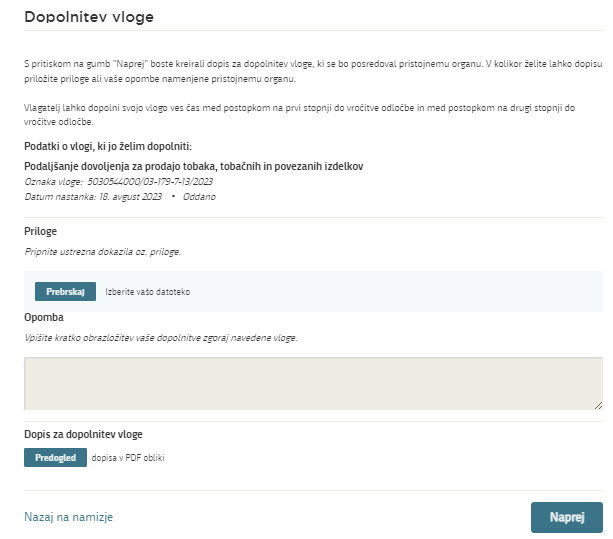 Dopolnitev vloge
S pritiskom na gumb "Naprej" boste kreirali dopis za dopolnitev vloge, ki se bo posredoval pristojnemu organu. V kolikor želite lahko dopisu
priložite priloge ali vaše opombe namenjene pristojnemu organu.
Vlagatelj lahko dopolni svojo vlogo ves čas med postopkom na prvi stopnji do vročitve odločbe in med postopkom na drugi stopnji do
vročitve odločbe.
Podatki o vlogi, ki jo želim dopolniti:
Podaljšanje dovoljenja za prodajo tobaka, tobačnih in povezanih izdelkov
Oznaka vloge: 5030544000/03-179-7-13/2023
Datum nastanka: 18. avgust 2023 • Oddano
Priloge
Pripnite ustrezna dokazila oz. priloge.
Prebrskaj Izberite vašo datoteko
Opomba
Vpišite kratko obrazložitev vaše dopolnitve zgoraj navedene vloge.
Dopis za dopolnitev vloge
Predogled dopisa v PDF obliki
Nazaj na namizje Naprej